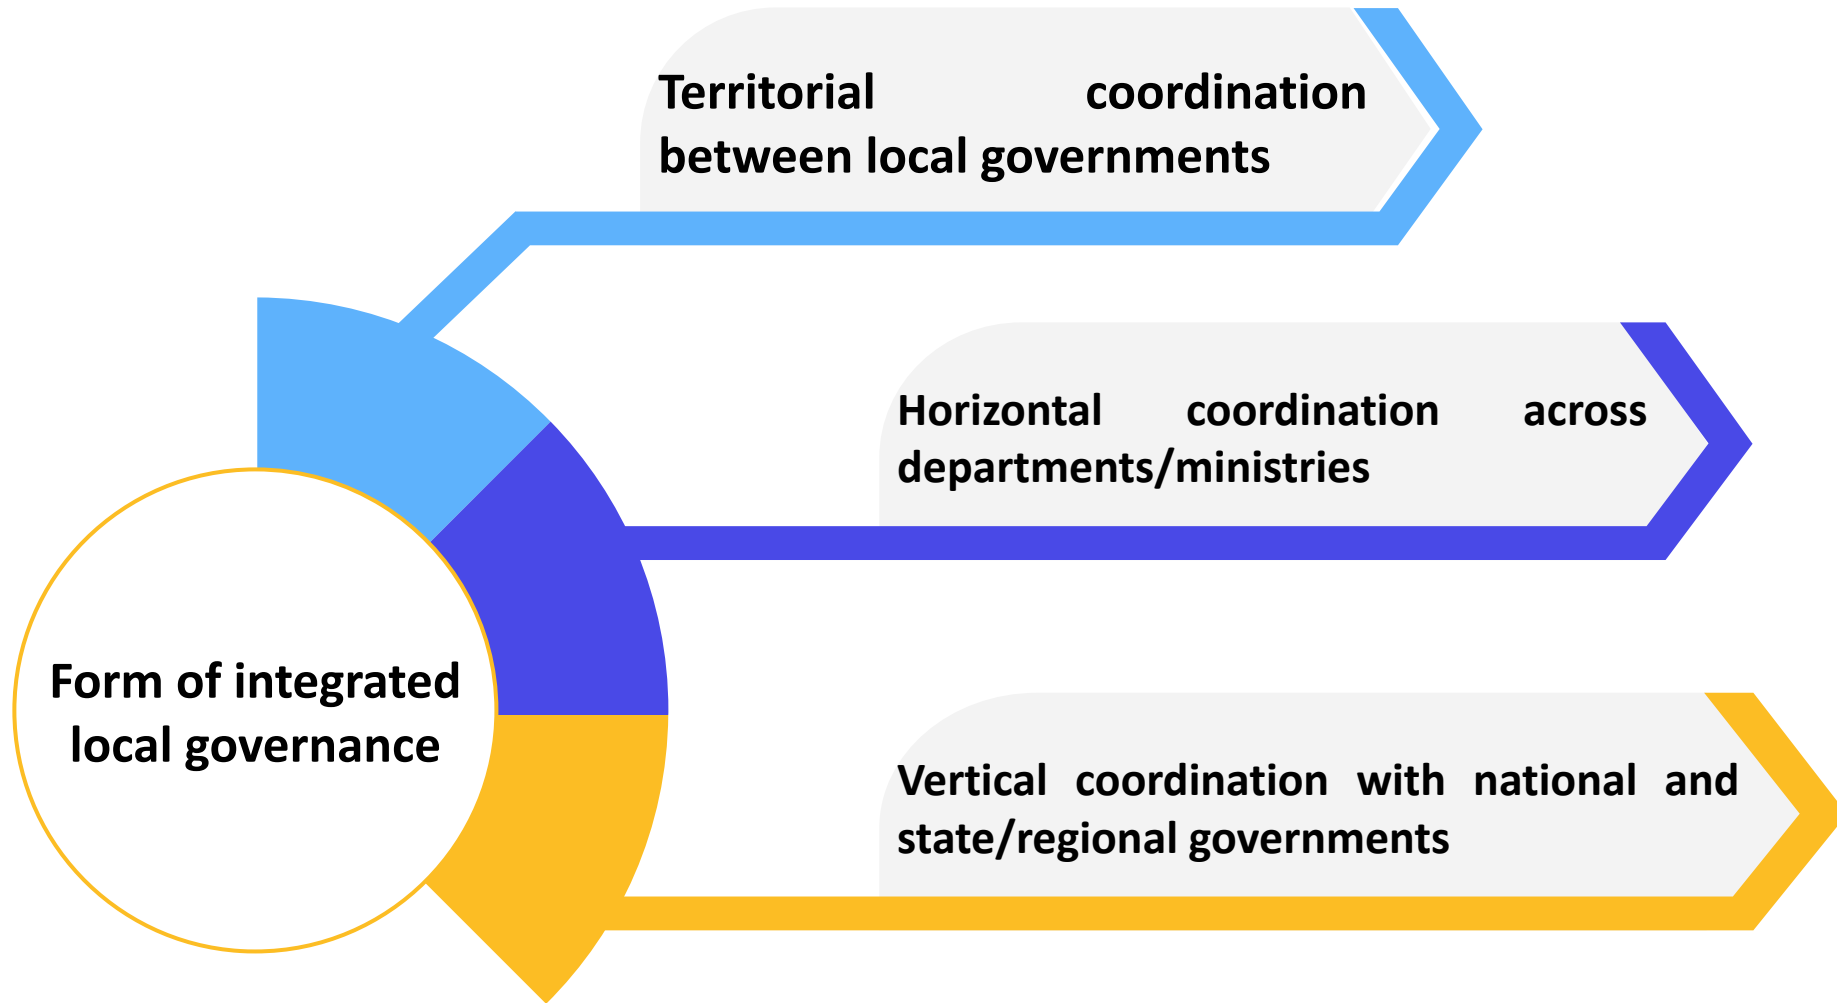 Territorial coordination
between local governments
Horizontal coordination across
departments/ministries
Form of integrated
local governance
Vertical coordination with national and
state/regional governments